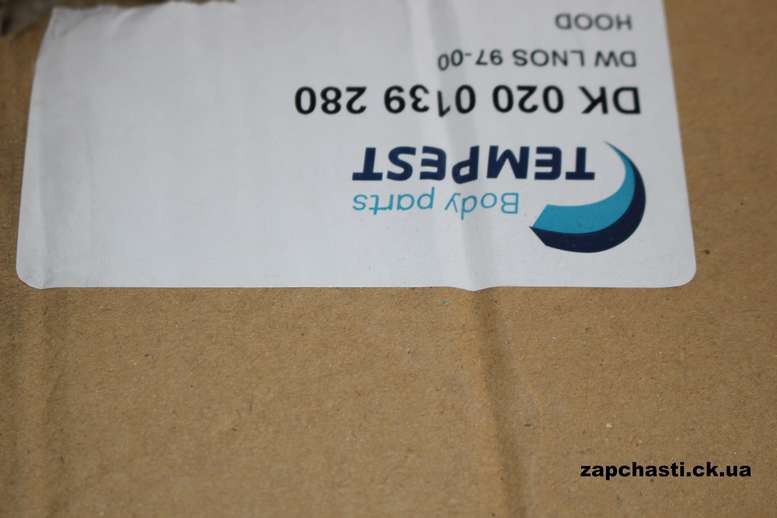 Body parts
TEMPEST
DK 020 0139 280
DW LNOS 97-00
HOOD
zapchasti.ck.ua